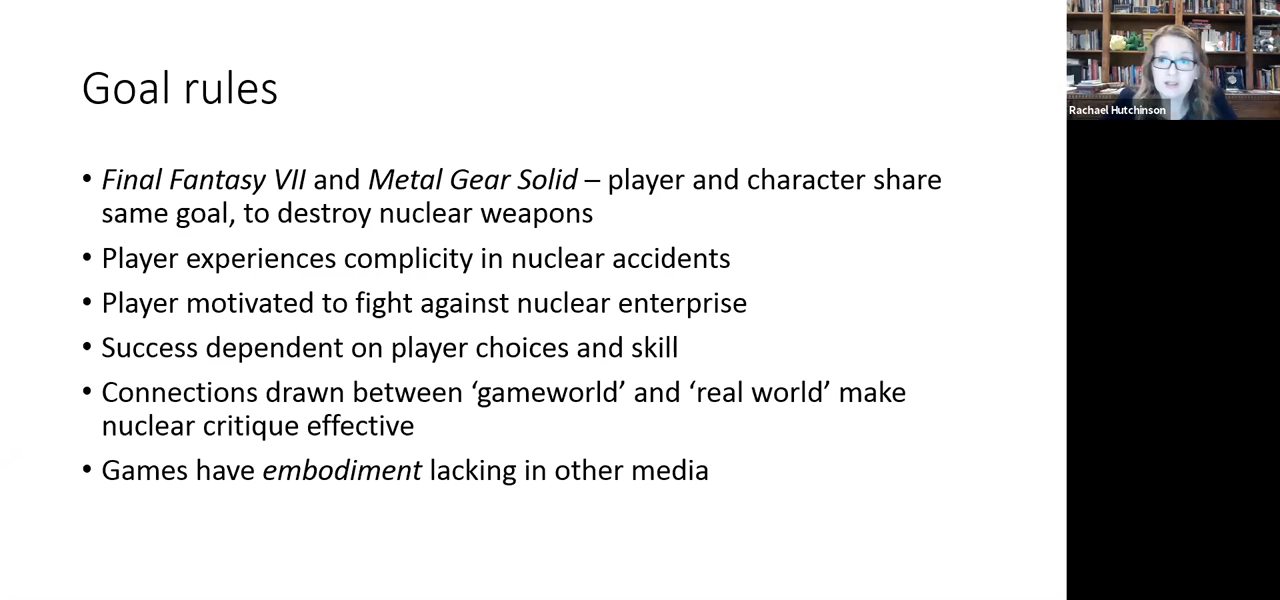 Goal rules
• Final Fantasy VII and Metal Gear Solid – player and character share
same goal, to destroy nuclear weapons
• Player experiences complicity in nuclear accidents
• Player motivated to fight against nuclear enterprise
• Success dependent on player choices and skill
• Connections drawn between ‘gameworld’ and ‘real world’ make
nuclear critique effective
• Games have embodiment lacking in other media
Rachael Hutchinson